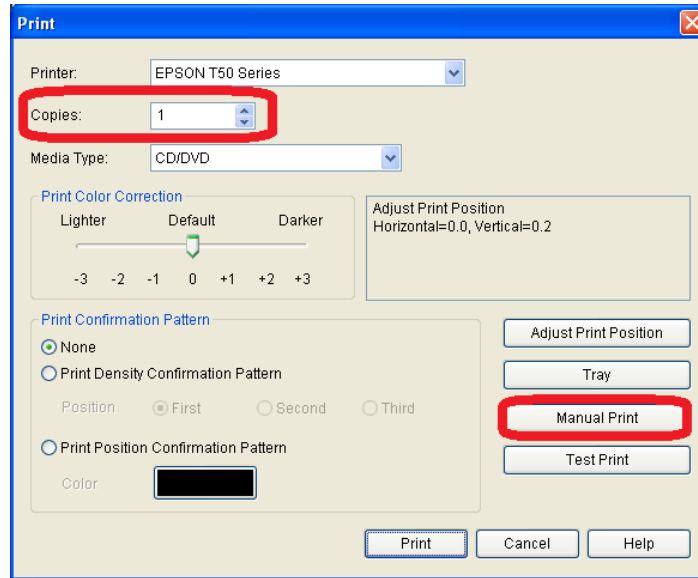 Print
Printer: EPSON T50 Series
Copies: 1
Media Type: CD/DVD
Print Color Correction
Lighter Default Darker
-3 -2 -1 0 +1 +2 +3
Adjust Print Position
Horizontal=0.0, Vertical=0.2
Print Confirmation Pattern
None
Print Density Confirmation Pattern
Position First Second Third
Print Position Confirmation Pattern
Color
Adjust Print Position
Tray
Manual Print
Test Print
Print Cancel Help